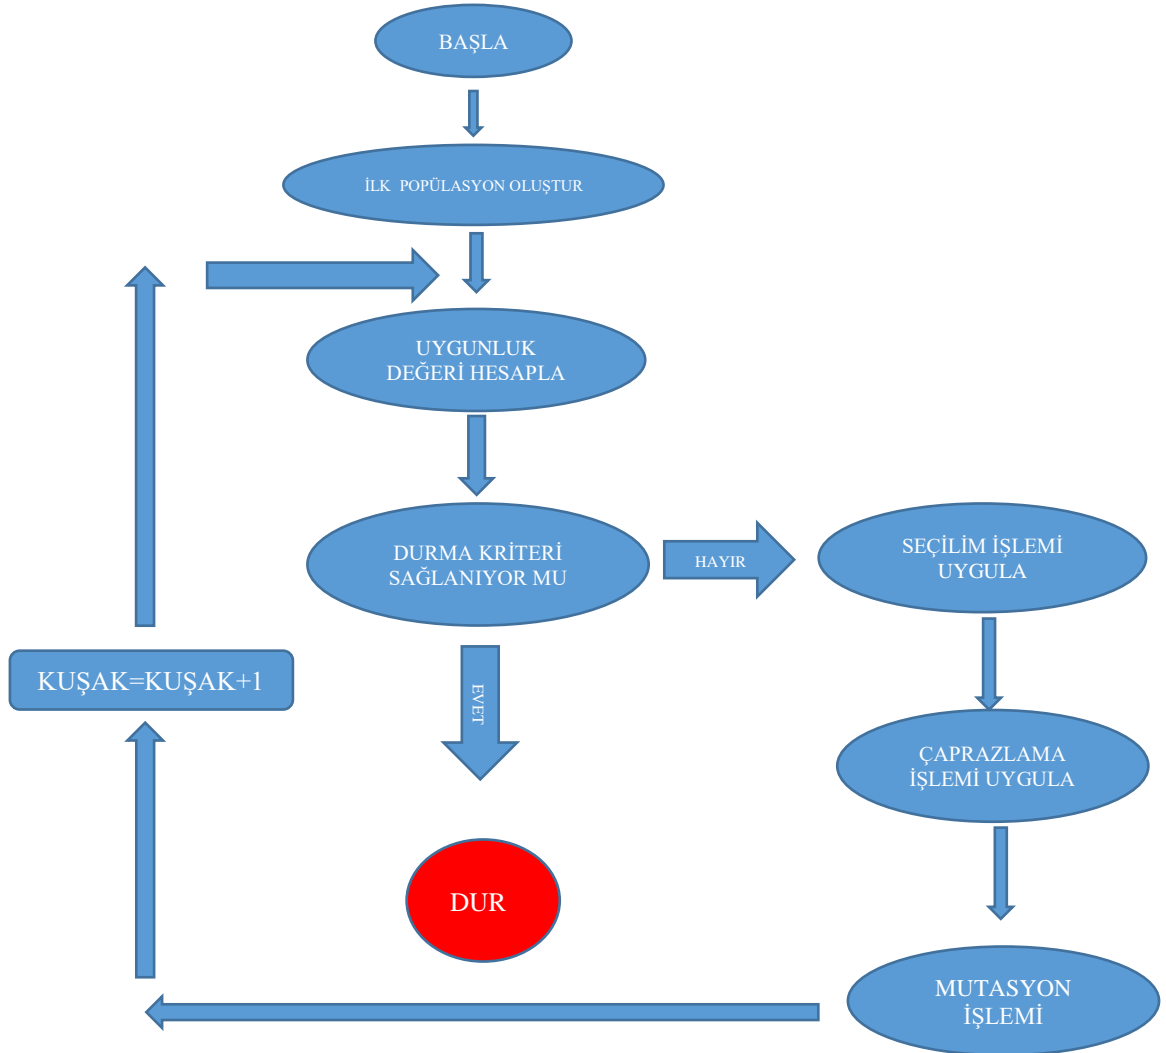 BAŞLA
İLK POPÜLASYON OLUŞTUR
UYGUNLUK
DEĞERİ HESAPLA
DURMA KRİTERİ
SAĞLANIYOR MU
HAYIR
SEÇİLİM İŞLEMİ
UYGULA
KUŞAK=KUŞAK+1
EVET
ÇAPRAZLAMA
İŞLEMİ UYGULA
DUR
MUTASYON
İŞLEMİ